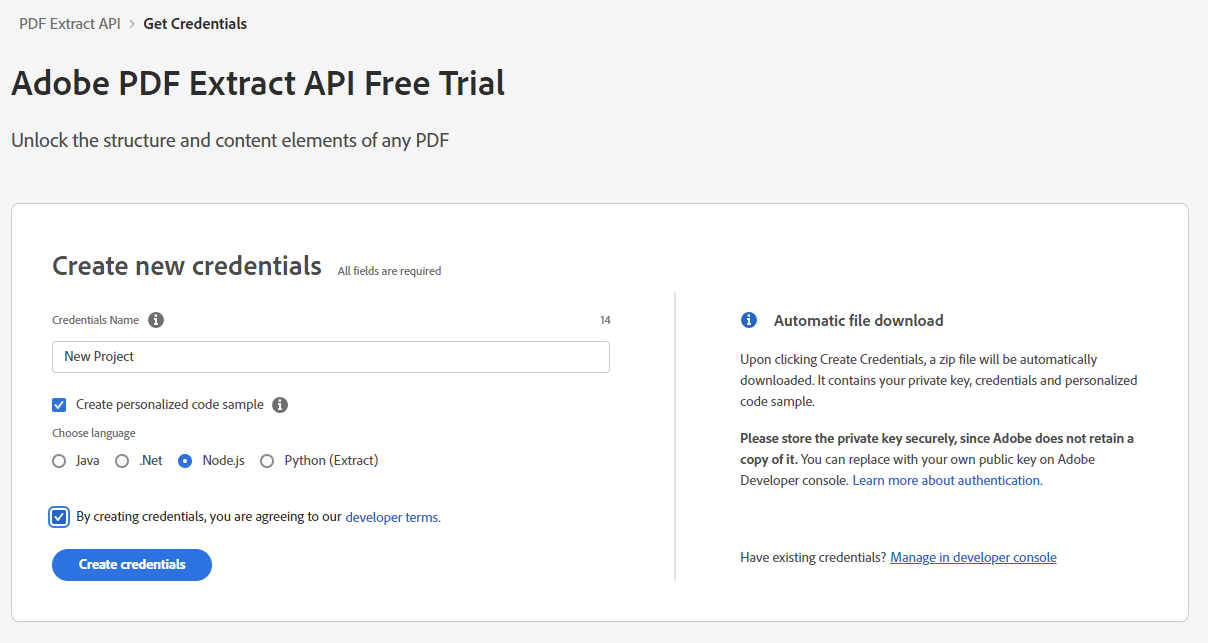 PDF Extract API > Get Credentials
Adobe PDF Extract API Free Trial
Unlock the structure and content elements of any PDF
Create new credentials All fields are required
Credentials Name 14
New Project
Create personalized code sample
Choose language
Java .Net Node.js Python (Extract)
By creating credentials, you are agreeing to our developer terms.
Create credentials
Automatic file download
Upon clicking Create Credentials, a zip file will be automatically
downloaded. It contains your private key, credentials and personalized
code sample.
Please store the private key securely, since Adobe does not retain a
copy of it. You can replace with your own public key on Adobe
Developer console. Learn more about authentication.
Have existing credentials? Manage in developer console